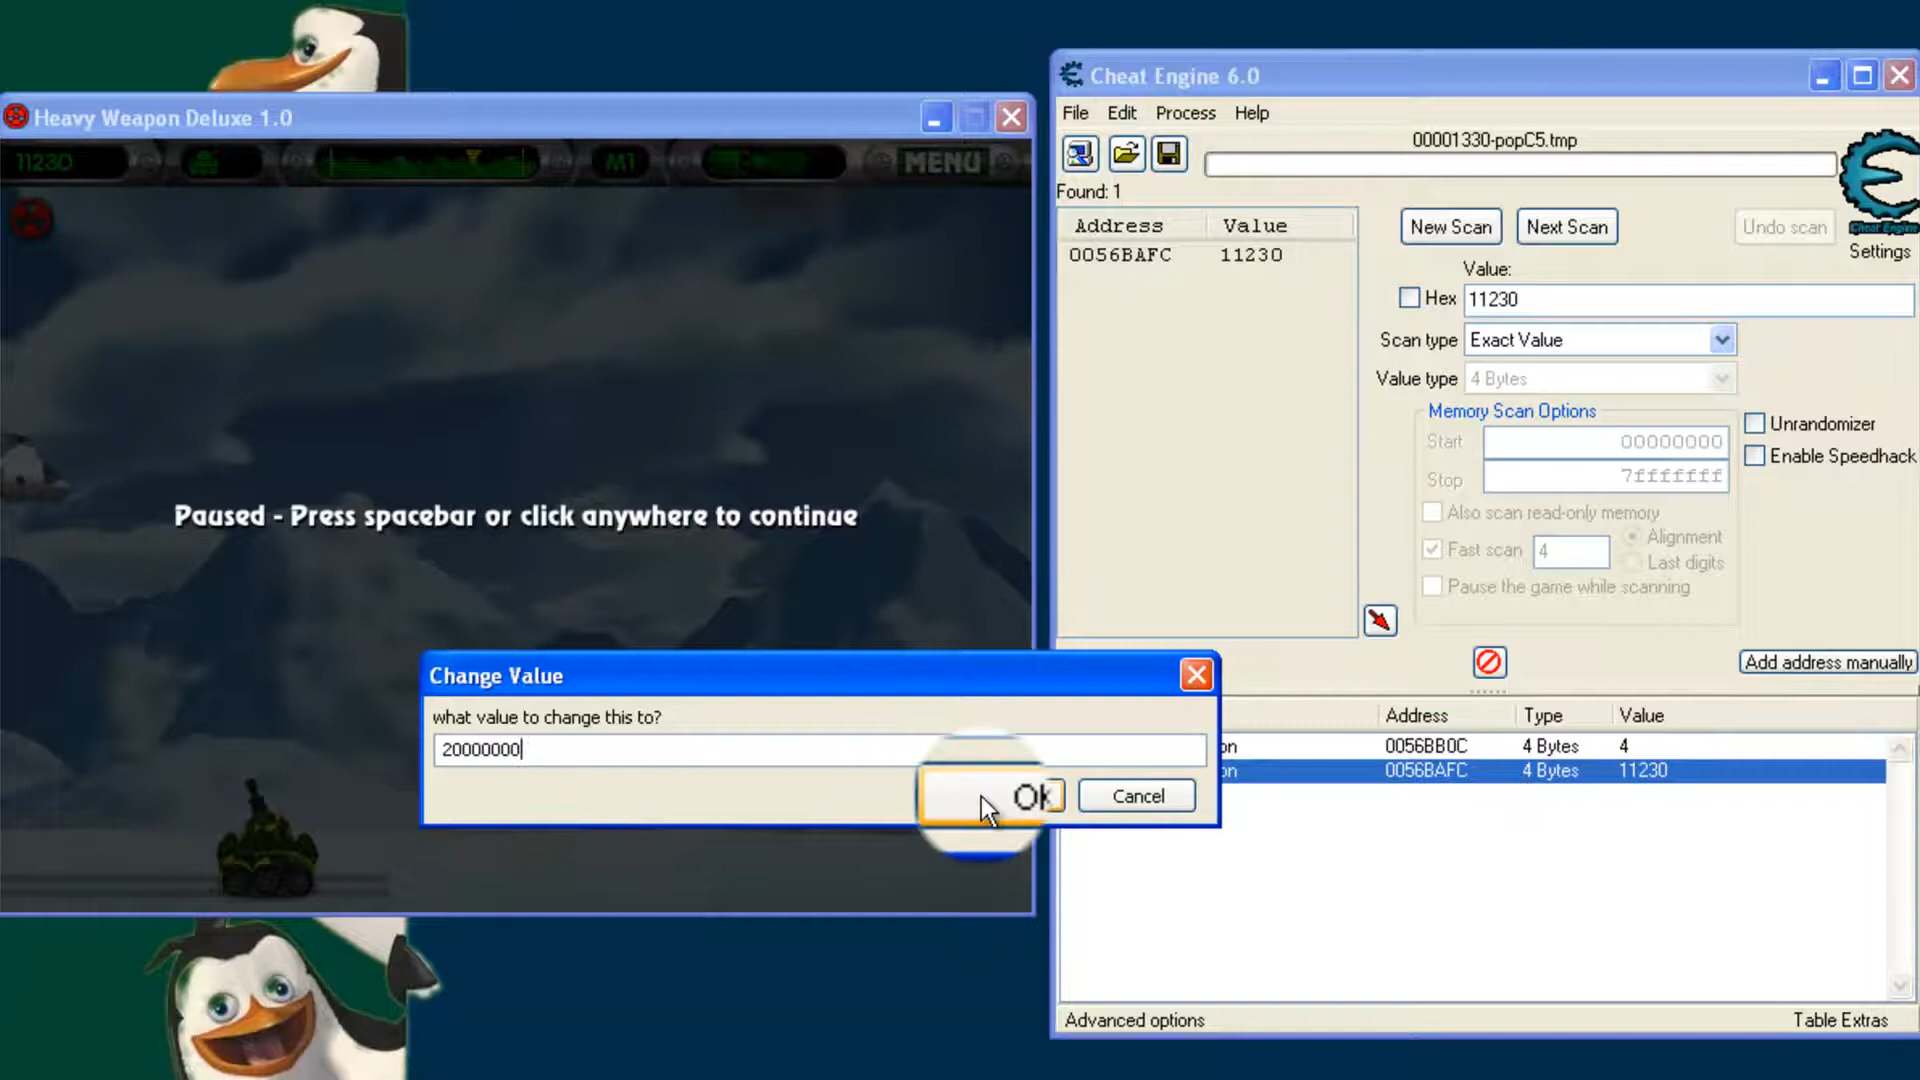 Heavy Weapon Deluxe 1.0
11230
M1
MENU
Paused - Press spacebar or click anywhere to continue
Cheat Engine 6.0
File Edit Process Help
00001330-popC5.tmp
Found: 1
Address Value
0056BAFC 11230
New Scan
Next Scan
Undo scan
Cheat Engine
Settings
Value:
Hex 11230
Scan type Exact Value
Value type 4 Bytes
Memory Scan Options
Start 00000000
Stop 7fffffff
Also scan read-only memory
Fast scan 4
Alignment
Last digits
Pause the game while scanning
Unrandomizer
Enable Speedhack
Add address manually
Change Value
what value to change this to?
20000000
Ok
Cancel
Address Type Value
on 0056BB0C 4 Bytes 4
on 0056BAFC 4 Bytes 11230
Advanced options
Table Extras